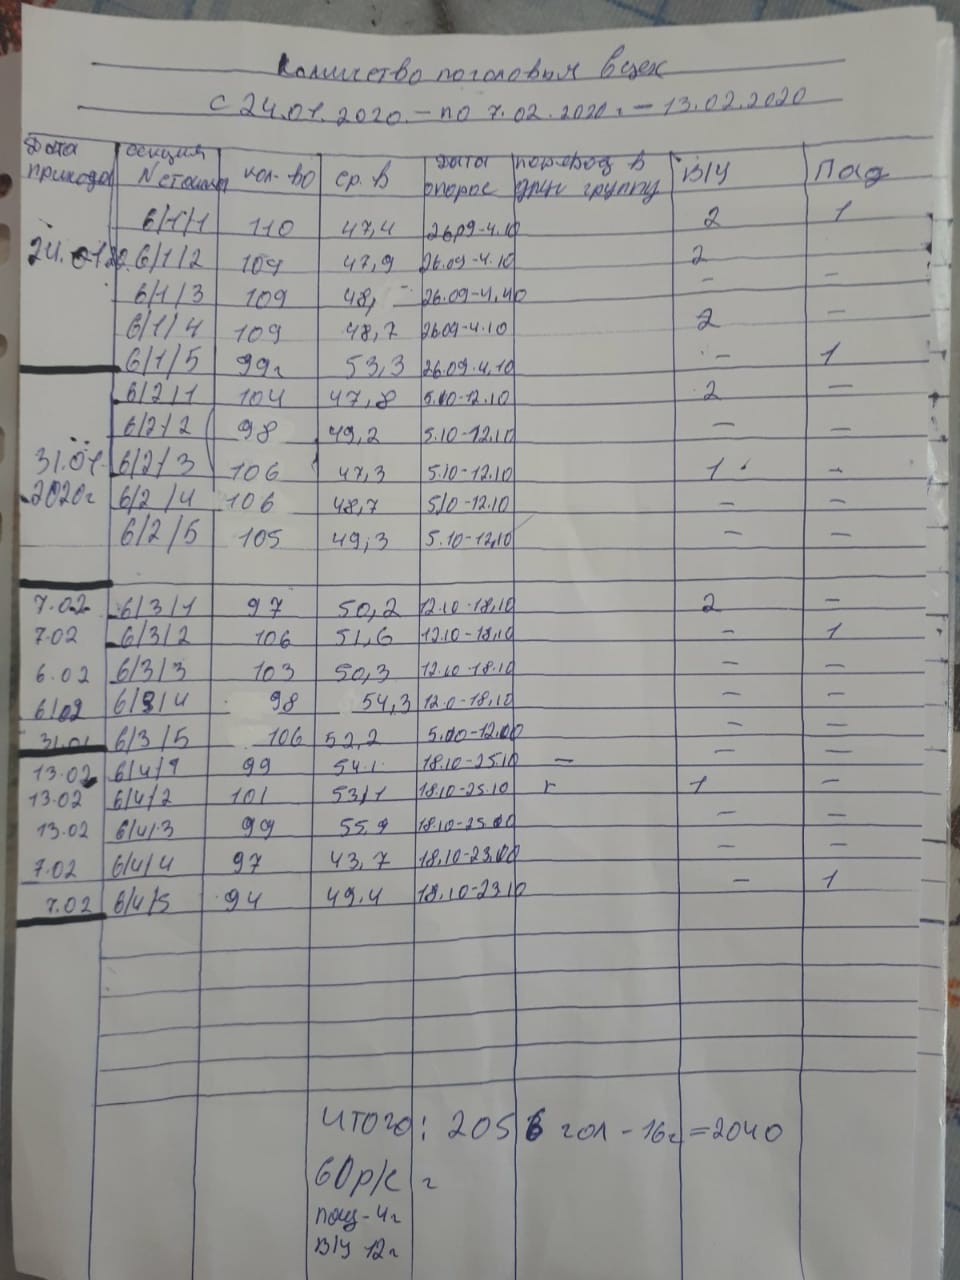 Количество поголовья в цех
с 24.01.2020 - по 7.02.2020г - 13.02.2020
Дата прихода секция №станка кол-во ср. в Дата опорос перевод в друг группу В/У Пад
24.01.20. 6/1/1 110 47,4 26.09-4.10 2 1
6/1/2 109 47,9 26.09-4.10 2
6/1/3 109 48, 26.09-4.40 - -
6/1/4 109 48,7 26.09-4.10 2 -
6/1/5 99г 53,3 26.09.4.10 - 1
31.01. 2020г 6/2/1 104 47,8 5.10-12.10 2 -
6/2/2 98 49,2 5.10-12.10 - -
6/2/3 106 47,3 5.10-12.10 1 -
6/2/4 106 48,7 5.10-12.10 - -
6/2/5 105 49,3 5.10-12.10 - -
7.02 6/3/1 97 50,2 12.10-18.10 2 -
7.02 6/3/2 106 51,6 12.10-18.10 - 1
6.02 6/3/3 103 50,3 12.10-18.10 - -
6/02 6/3/4 98 54,3 12.0-18.10 - -
31.01 6/3/5 106 52,2 5.00-12.00 - -
13.02 6/4/1 99 54.1 18.10-25.10 - - -
13.02 6/4/2 101 53,1 18.10-25.10 г 1 -
13.02 6/4/3 99 55,9 18.10-25.00 - -
7.02 6/4/4 97 43,7 18.10-23.00 - -
7.02 6/4/5 94 49.4 18.10-23.10 - 1
ИТОГО: 2056 гол - 16г = 2040
60р/с г
пад - 4г
В/У 12г